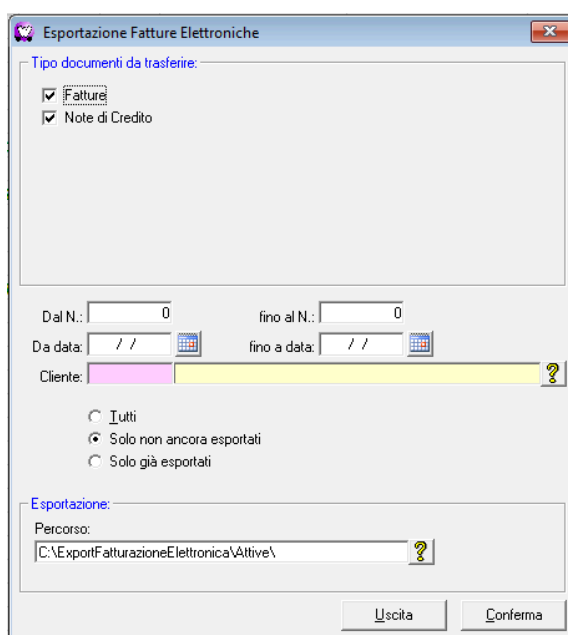 Esportazione Fatture Elettroniche
Tipo documenti da trasferire:
Fatture
Note di Credito
Dal N.: 0 fino al N.: 0
Da data: / / fino a data: / /
Cliente: ?
Tutti
Solo non ancora esportati
Solo già esportati
Esportazione:
Percorso:
C:\ExportFatturazioneElettronica\Attive\ ?
Uscita Conferma